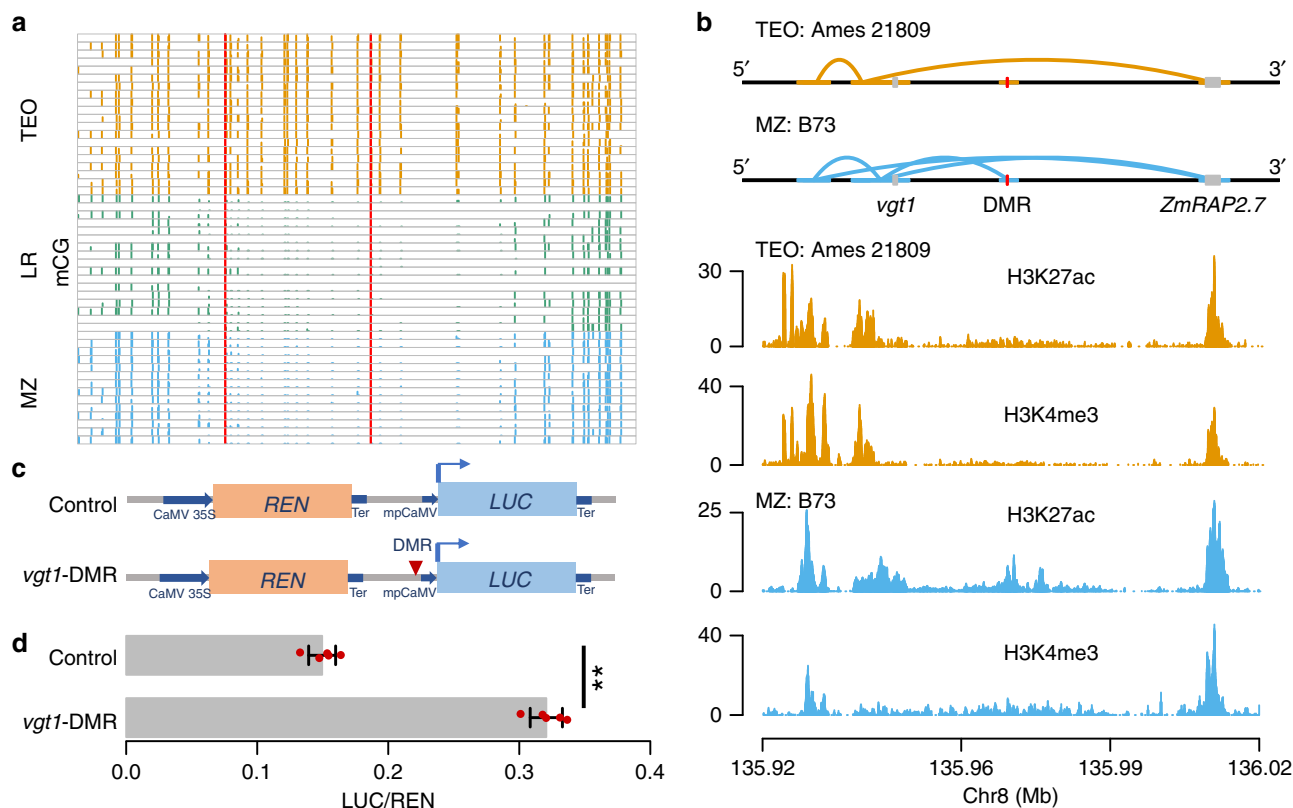 a
TEO
LR
MZ
mCG
b
TEO: Ames 21809
5′ 3′
MZ: B73
5′ 3′
vgt1 DMR ZmRAP2.7
TEO: Ames 21809
H3K27ac
30
0
H3K4me3
40
0
MZ: B73
H3K27ac
25
0
H3K4me3
40
0
135.92 135.96 135.99 136.02
Chr8 (Mb)
c
Control
REN LUC
CaMV 35S Ter mpCaMV Ter
DMR
vgt1-DMR
REN LUC
CaMV 35S Ter mpCaMV Ter
d
Control
**
vgt1-DMR
0.0 0.1 0.2 0.3 0.4
LUC/REN